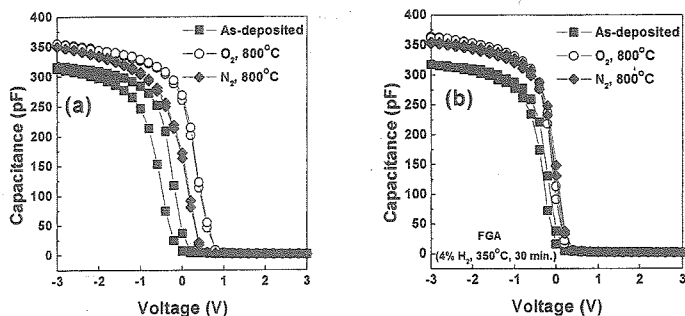 400
350
300
250
200
150
100
50
0
Capacitance (pF)
(a)
As-deposited
O₂, 800°C
N₂, 800°C
-3 -2 -1 0 1 2 3
Voltage (V)
400
350
300
250
200
150
100
50
0
Capacitance (pF)
(b)
As-deposited
O₂, 800°C
N₂, 800°C
FGA
(4% H₂, 350°C, 30 min.)
-3 -2 -1 0 1 2 3
Voltage (V)